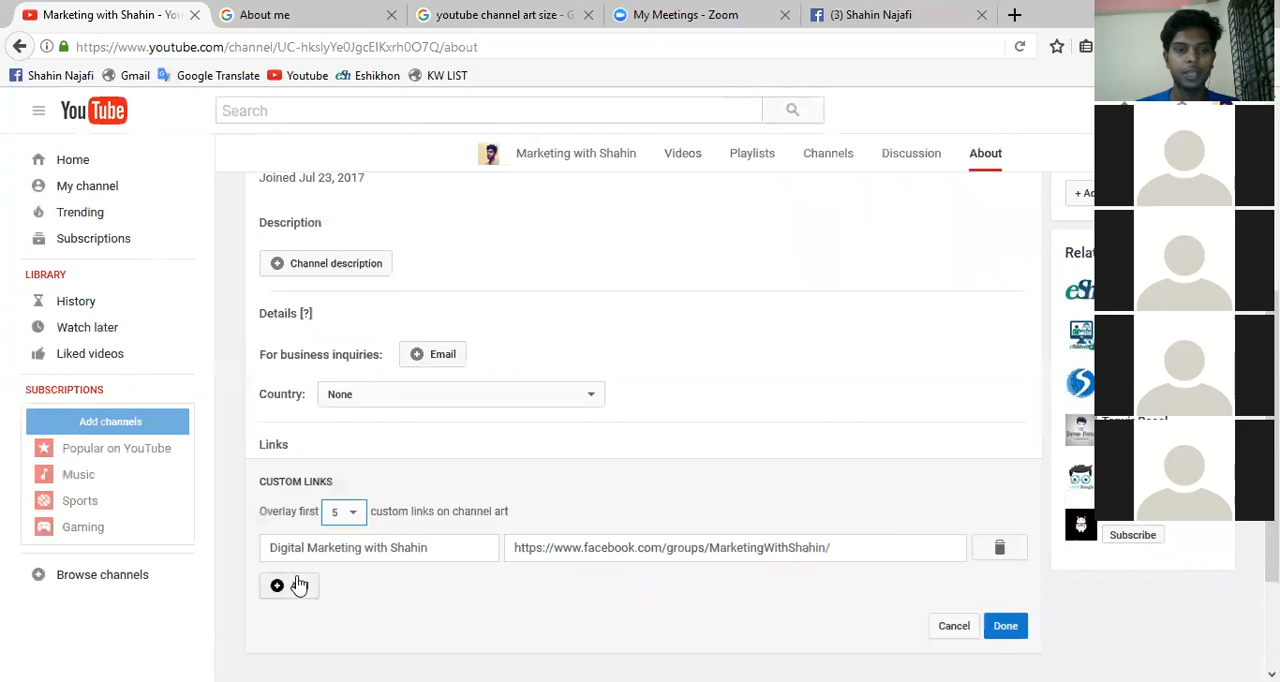 Marketing with Shahin - You
About me
youtube channel art size - G
My Meetings - Zoom
(3) Shahin Najafi
https://www.youtube.com/channel/UC-hkslyYe0JgcEIKxrh0O7Q/about
Shahin Najafi
Gmail
Google Translate
Youtube
Eshikhon
KW LIST
YouTube
Search
Marketing with Shahin
Videos
Playlists
Channels
Discussion
About
Home
My channel
Trending
Subscriptions
LIBRARY
History
Watch later
Liked videos
SUBSCRIPTIONS
Add channels
Popular on YouTube
Music
Sports
Gaming
Browse channels
Joined Jul 23, 2017
Description
Channel description
Details [?]
For business inquiries:
Email
Country:
None
Links
CUSTOM LINKS
Overlay first 5 custom links on channel art
Digital Marketing with Shahin
https://www.facebook.com/groups/MarketingWithShahin/
Cancel
Done
Subscribe